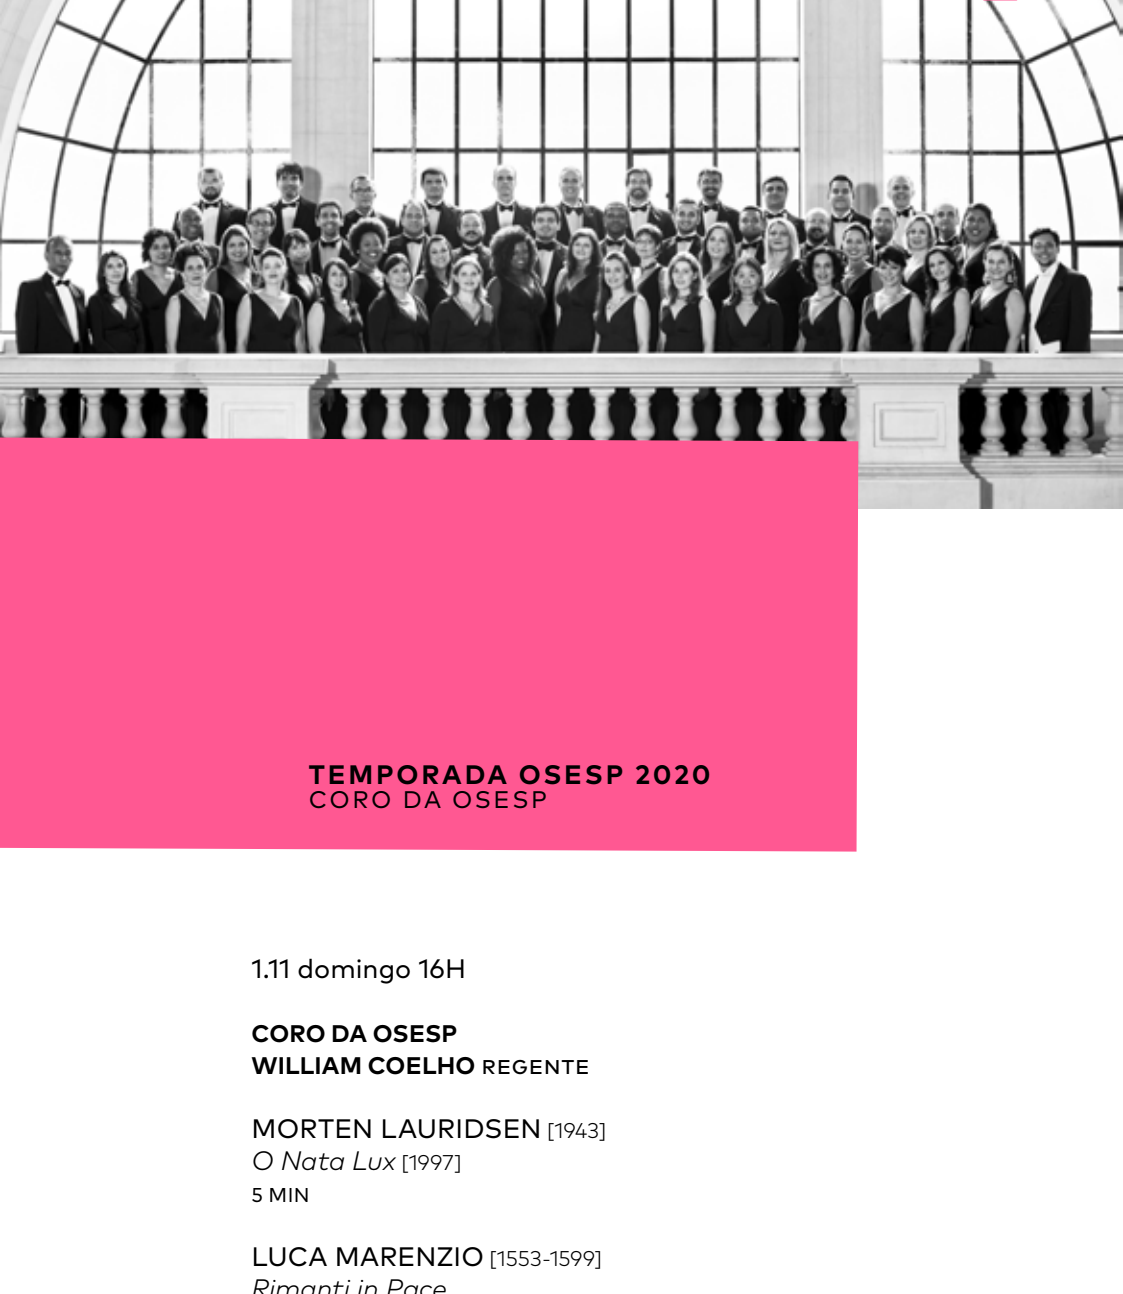 TEMPORADA OSESP 2020
CORO DA OSESP
1.11 domingo 16H
CORO DA OSESP
WILLIAM COELHO REGENTE
MORTEN LAURIDSEN [1943]
O Nata Lux [1997]
5 MIN
LUCA MARENZIO [1553-1599]
Rimanti in Pace